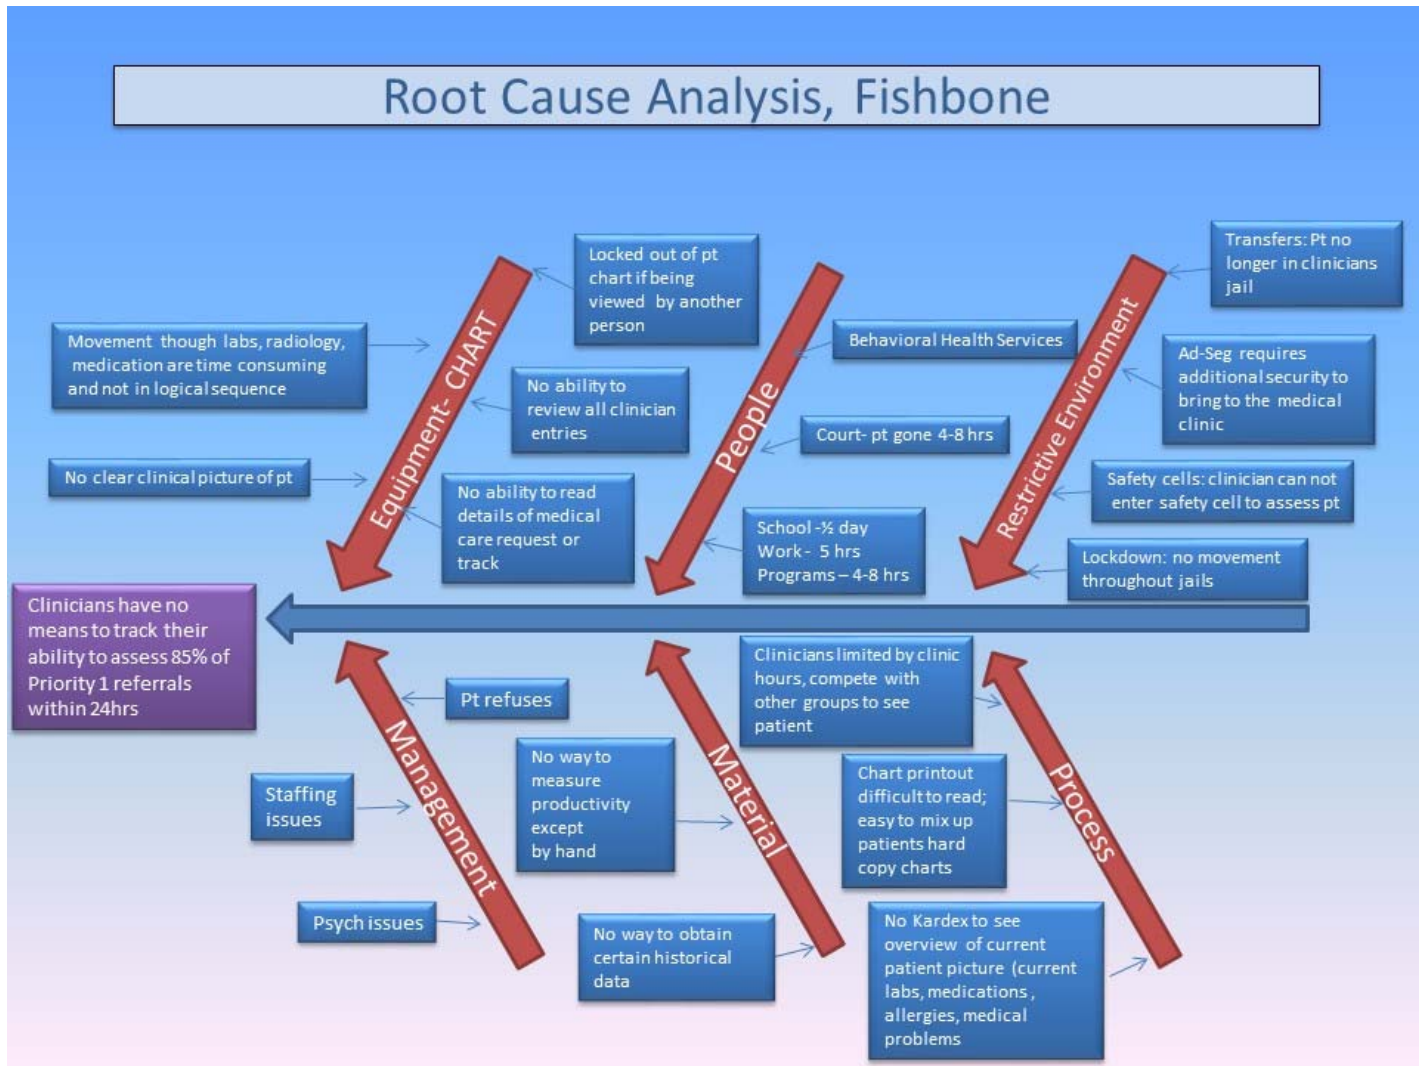 Root Cause Analysis, Fishbone
Movement though labs, radiology,
medication are time consuming
and not in logical sequence
No clear clinical picture of pt
Equipment- CHART
Locked out of pt
chart if being
viewed by another
person
No ability to
review all clinician
entries
No ability to read
details of medical
care request or
track
People
Behavioral Health Services
Court- pt gone 4-8 hrs
School -½ day
Work - 5 hrs
Programs – 4-8 hrs
Restrictive Environment
Transfers: Pt no
longer in clinicians
jail
Ad-Seg requires
additional security to
bring to the medical
clinic
Safety cells: clinician can not
enter safety cell to assess pt
Lockdown: no movement
throughout jails
Clinicians have no
means to track their
ability to assess 85% of
Priority 1 referrals
within 24hrs
Management
Pt refuses
Staffing
issues
Psych issues
Material
No way to
measure
productivity
except
by hand
No way to obtain
certain historical
data
Process
Clinicians limited by clinic
hours, compete with
other groups to see
patient
Chart printout
difficult to read;
easy to mix up
patients hard
copy charts
No Kardex to see
overview of current
patient picture (current
labs, medications ,
allergies, medical
problems